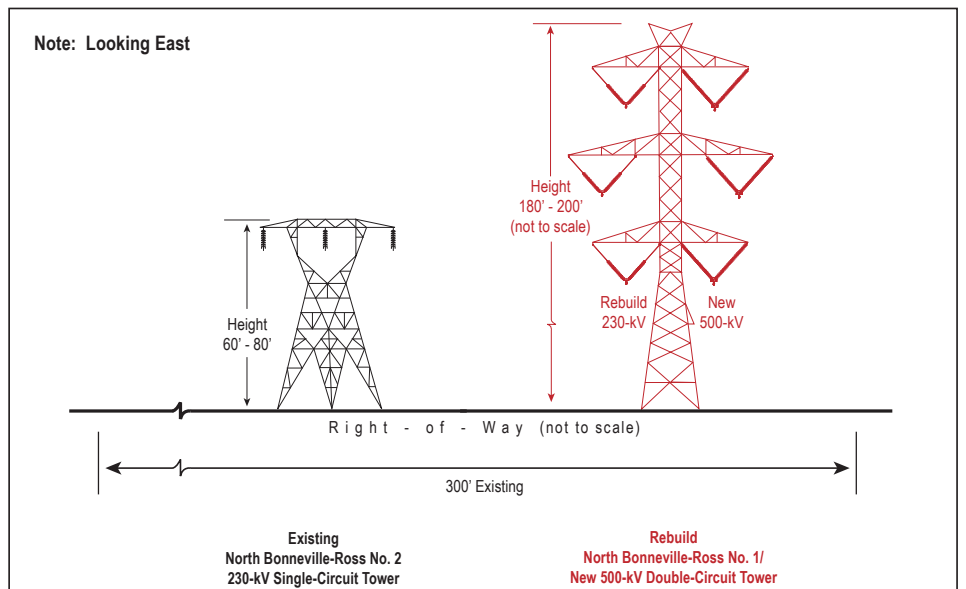 Note:  Looking East
Height
180’ - 200’
(not to scale)
Height
60’ - 80’
Rebuild
230-kV
New
500-kV
Right - of - Way (not to scale)
300’ Existing
Existing
North Bonneville-Ross No. 2
230-kV Single-Circuit Tower
Rebuild
North Bonneville-Ross No. 1/
New 500-kV Double-Circuit Tower